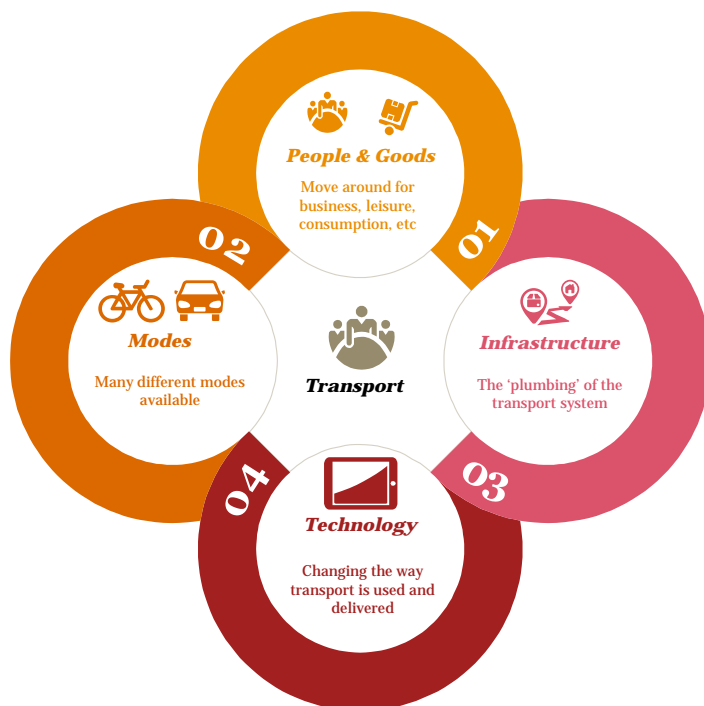 People & Goods
Move around for
business, leisure,
consumption, etc
01
02
Modes
Many different modes
available
Transport
Infrastructure
The ‘plumbing’ of the
transport system
03
04
Technology
Changing the way
transport is used and
delivered